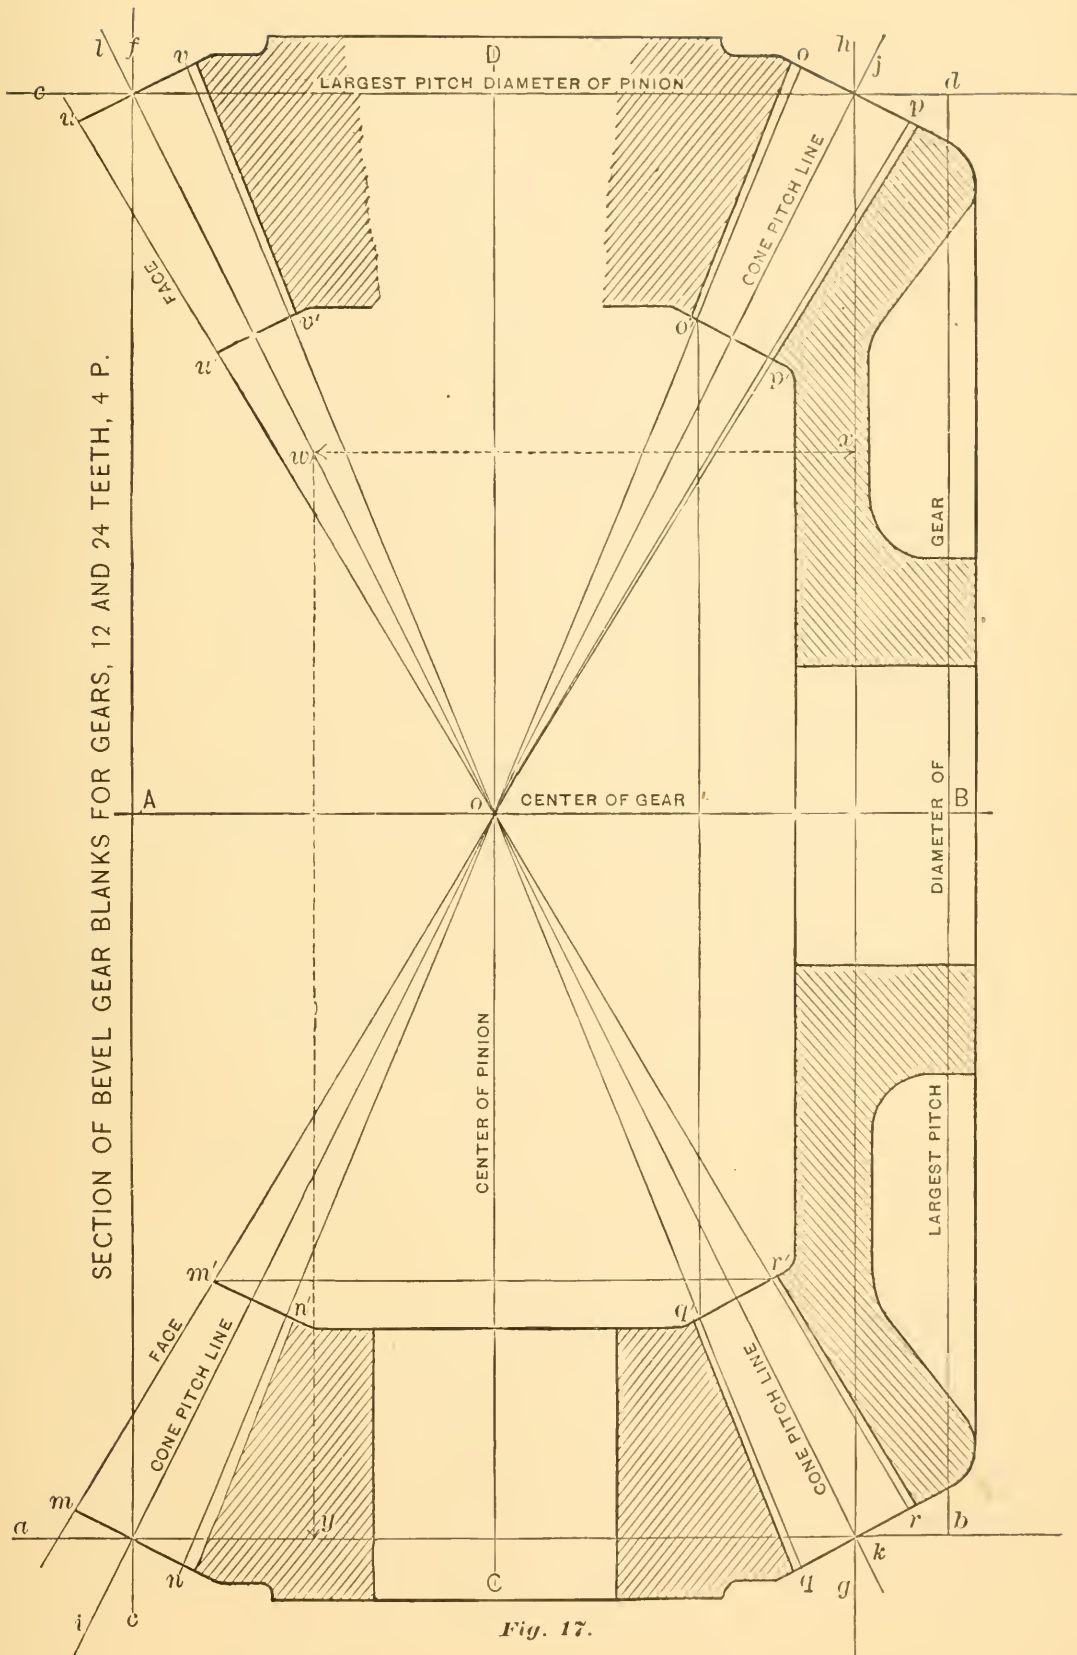 l f v D o h j
c LARGEST PITCH DIAMETER OF PINION d
u p
CONE PITCH LINE
FACE
v' o'
u' p'
SECTION OF BEVEL GEAR BLANKS FOR GEARS, 12 AND 24 TEETH, 4 P.
w x
GEAR
A o CENTER OF GEAR B
DIAMETER OF
CENTER OF PINION
LARGEST PITCH
m' r'
n' q'
FACE
CONE PITCH LINE
CONE PITCH LINE
m r
a y b
k
n C q g
i e
Fig. 17.